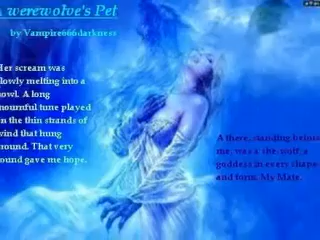 A werewolve's Pet
by Vampire666darkness
Her scream was
slowly melting into a
howl. A long
mournful tune played
on the thin strands of
wind that hung
around. That very
sound gave me hope.
A there, standing before
me, was a she-wolf, a
goddess in every shape
and form. My Mate.